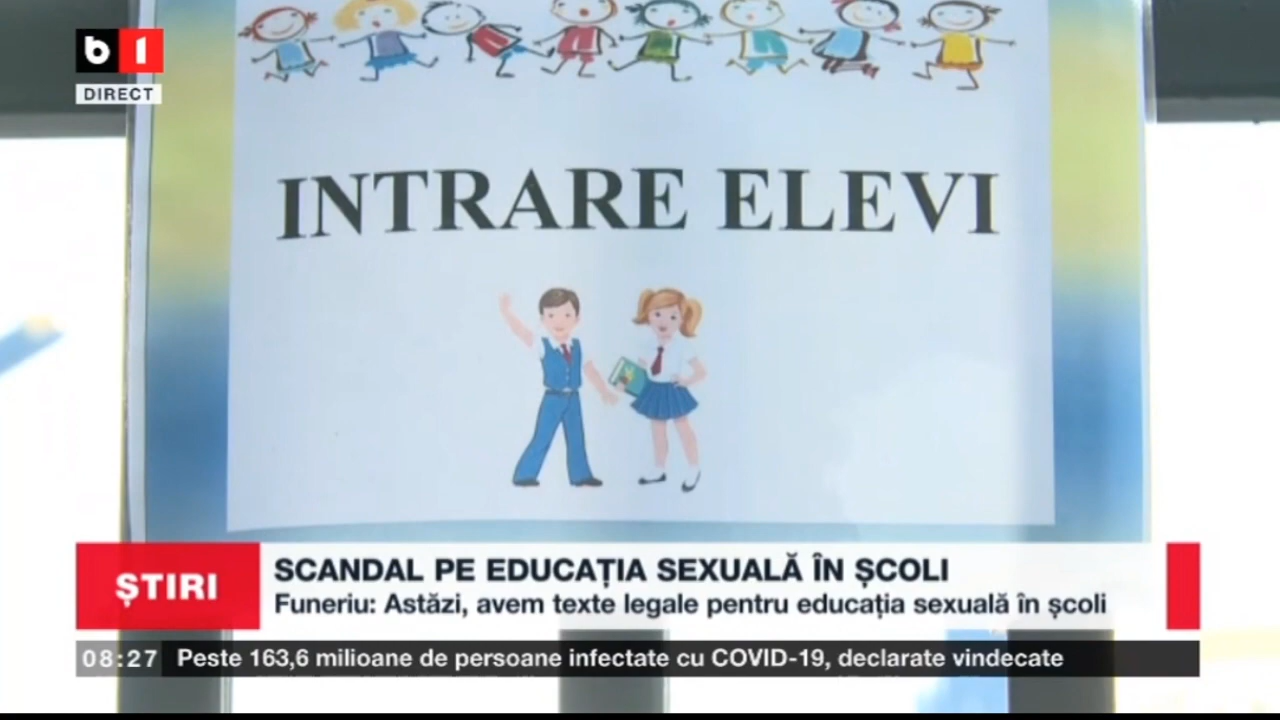 B1
DIRECT
INTRARE ELEVI
ȘTIRI
SCANDAL PE EDUCAȚIA SEXUALĂ ÎN ȘCOLI
Funeriu: Astăzi, avem texte legale pentru educația sexuală în școli
08:27 Peste 163,6 milioane de persoane infectate cu COVID-19, declarate vindecate